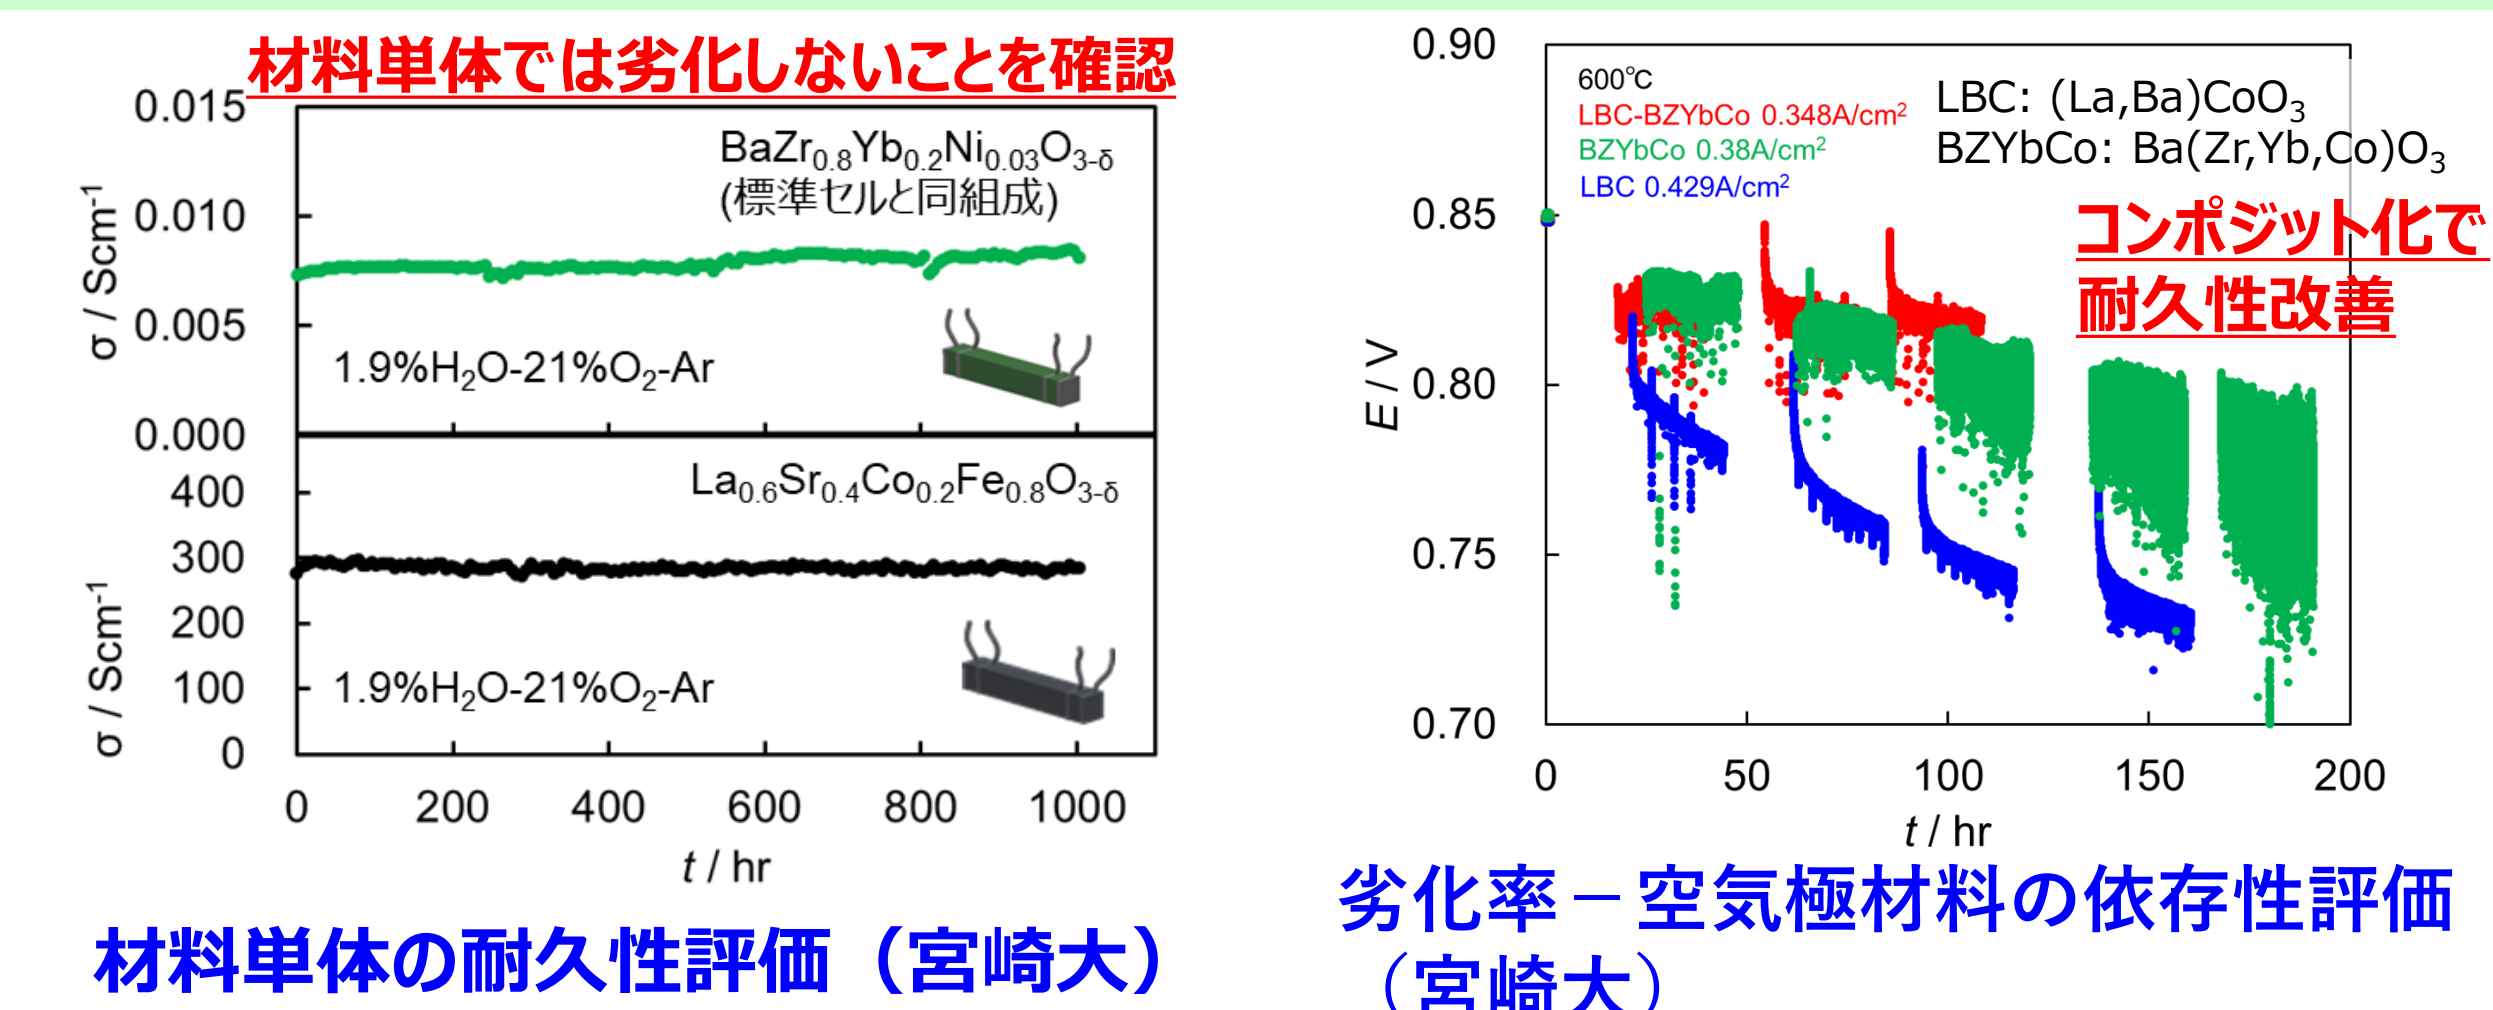 材料単体では劣化しないことを確認
0.015
0.010
0.005
0.000
σ / Scm⁻¹
BaZr₀.₈Yb₀.₂Ni₀.₀₃O₃₋δ
(標準セルと同組成)
1.9%H₂O-21%O₂-Ar
400
300
200
100
0
σ / Scm⁻¹
La₀.₆Sr₀.₄Co₀.₂Fe₀.₈O₃₋δ
1.9%H₂O-21%O₂-Ar
0 200 400 600 800 1000
t / hr
材料単体の耐久性評価（宮崎大）
0.90
0.85
0.80
0.75
0.70
E / V
600℃
LBC-BZYbCo 0.348A/cm²
BZYbCo 0.38A/cm²
LBC 0.429A/cm²
LBC: (La,Ba)CoO₃
BZYbCo: Ba(Zr,Yb,Co)O₃
コンポジット化で
耐久性改善
0 50 100 150 200
t / hr
劣化率－空気極材料の依存性評価
（宮崎大）